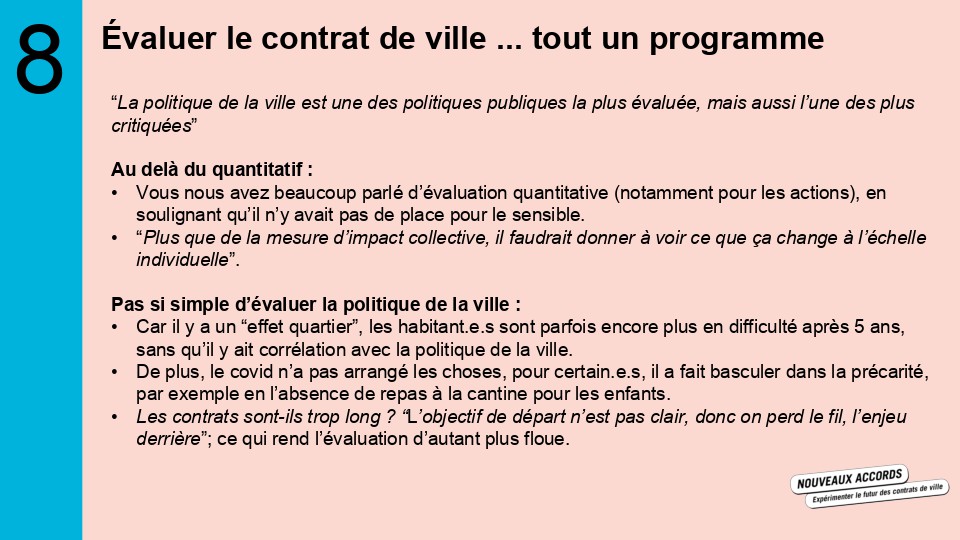 8
Évaluer le contrat de ville ... tout un programme
“La politique de la ville est une des politiques publiques la plus évaluée, mais aussi l’une des plus
critiquées”
Au delà du quantitatif :
• Vous nous avez beaucoup parlé d’évaluation quantitative (notamment pour les actions), en
soulignant qu’il n’y avait pas de place pour le sensible.
• “Plus que de la mesure d’impact collective, il faudrait donner à voir ce que ça change à l’échelle
individuelle”.
Pas si simple d’évaluer la politique de la ville :
• Car il y a un “effet quartier”, les habitant.e.s sont parfois encore plus en difficulté après 5 ans,
sans qu’il y ait corrélation avec la politique de la ville.
• De plus, le covid n’a pas arrangé les choses, pour certain.e.s, il a fait basculer dans la précarité,
par exemple en l’absence de repas à la cantine pour les enfants.
• Les contrats sont-ils trop long ? “L’objectif de départ n’est pas clair, donc on perd le fil, l’enjeu
derrière”; ce qui rend l’évaluation d’autant plus floue.
NOUVEAUX ACCORDS
Expérimenter le futur des contrats de ville